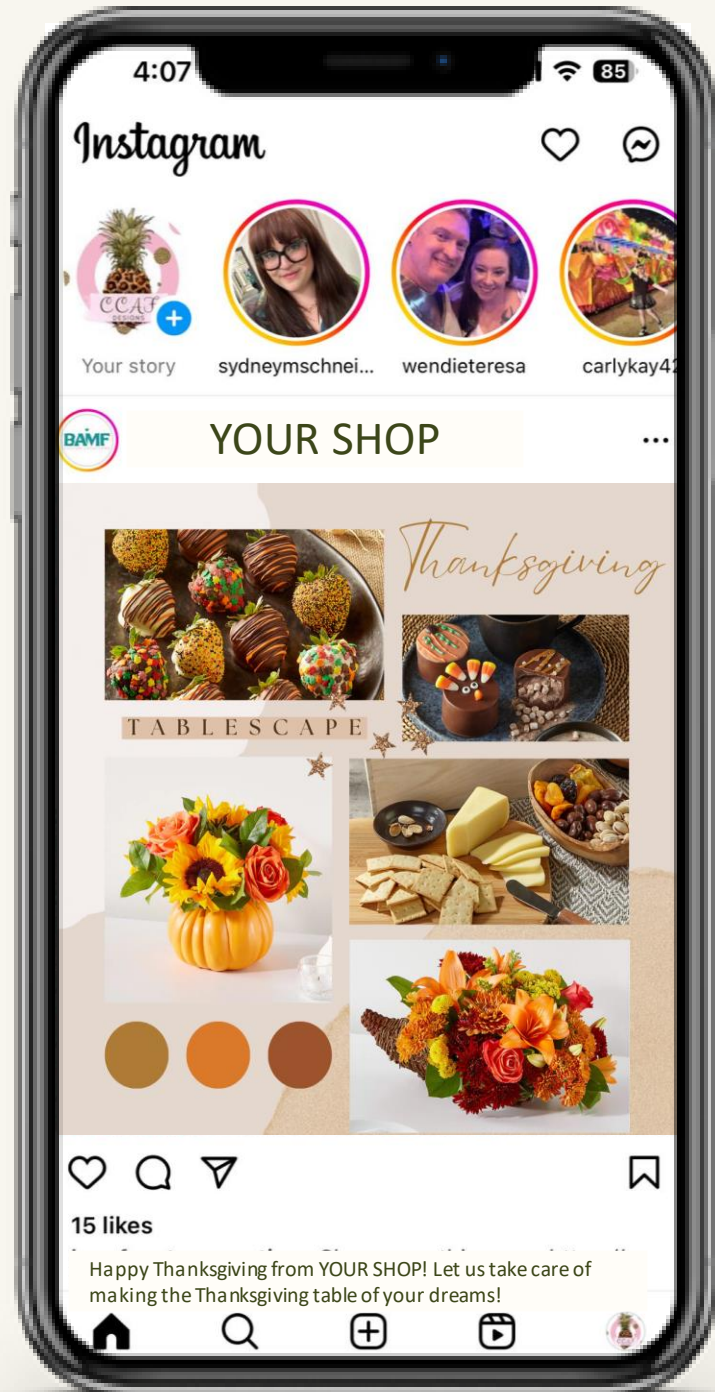 4:07
85
Instagram
CCAF
DESIGNS
Your story
sydneymschnei...
wendieteresa
carlykay42
BAMF
YOUR SHOP
Thanksgiving
TABLESCAPE
15 likes
Happy Thanksgiving from YOUR SHOP! Let us take care of
making the Thanksgiving table of your dreams!